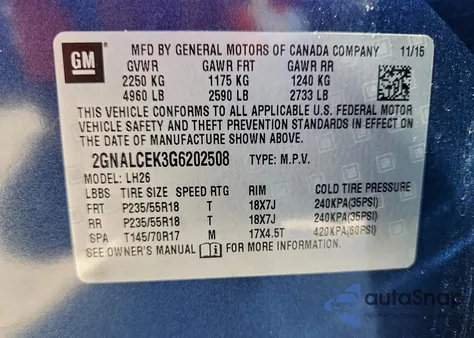 GM
MFD BY GENERAL MOTORS OF CANADA COMPANY 11/15
GVWR GAWR FRT GAWR RR
2250 KG 1175 KG 1240 KG
4960 LB 2590 LB 2733 LB
THIS VEHICLE CONFORMS TO ALL APPLICABLE U.S. FEDERAL MOTOR
VEHICLE SAFETY AND THEFT PREVENTION STANDARDS IN EFFECT ON
THE DATE OF MANUFACTURE SHOWN ABOVE.
2GNALCEK3G6202508 TYPE: M.P.V.
MODEL: LH26
LBBS TIRE SIZE SPEED RTG RIM COLD TIRE PRESSURE
FRT P235/55R18 T 18X7J 240KPA(35PSI)
RR P235/55R18 T 18X7J 240KPA(35PSI)
SPA T145/70R17 M 17X4.5T 420KPA(60PSI)
SEE OWNER'S MANUAL FOR MORE INFORMATION.
autoSnap